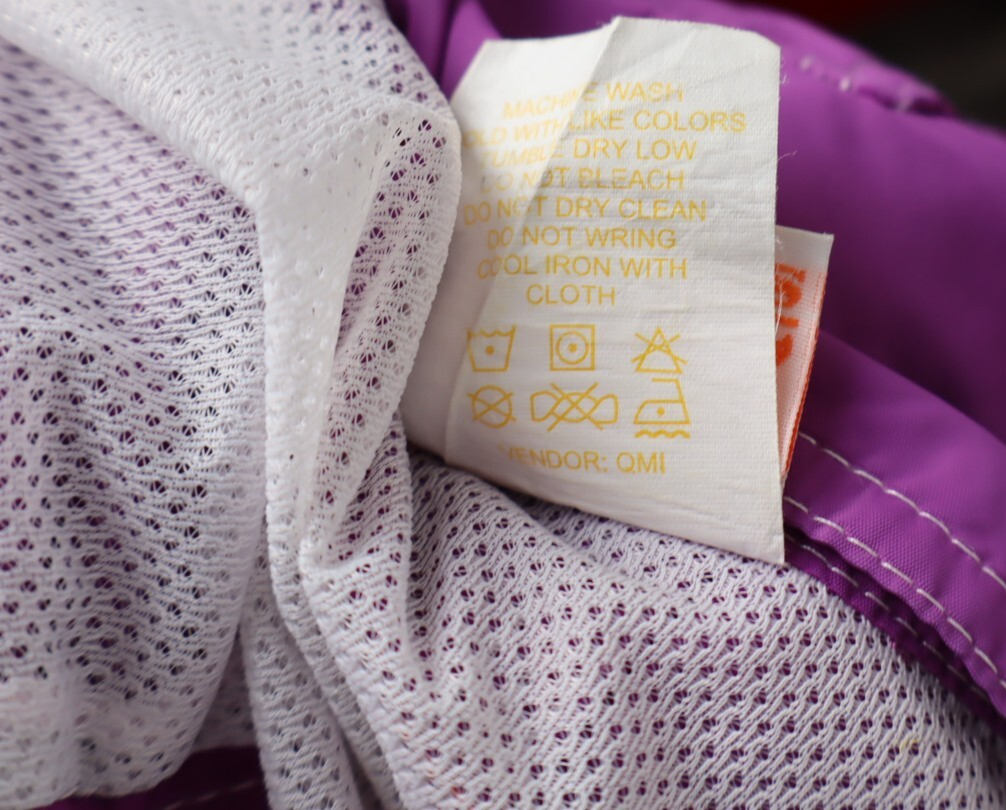 MACHINE WASH
COLD WITH LIKE COLORS
TUMBLE DRY LOW
DO NOT BLEACH
DO NOT DRY CLEAN
DO NOT WRING
COOL IRON WITH
CLOTH
VENDOR: QMI